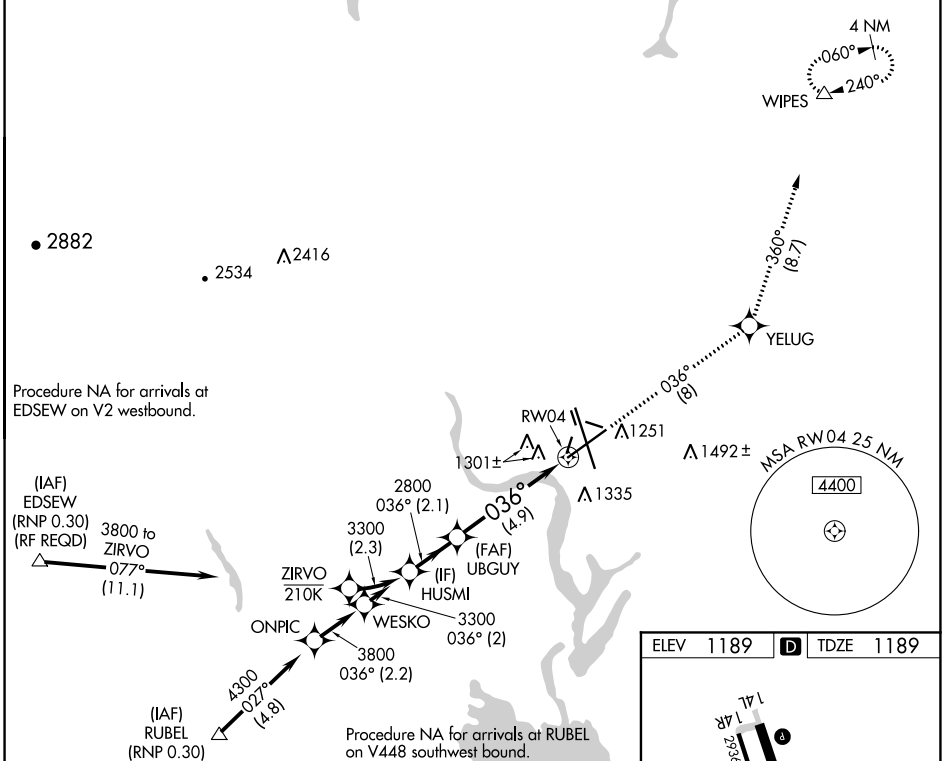 4 NM
060°
240°
WIPES
2882
2534
2416
360°
(8.7)
YELUG
Procedure NA for arrivals at
EDSEW on V2 westbound.
036°
(8)
RW04
1251
1301±
1492±
1335
MSA RW04 25 NM
4400
(IAF)
EDSEW
(RNP 0.30)
(RF REQD)
3800 to
ZIRVO
077°
(11.1)
2800
036° (2.1)
036°
(4.9)
3300
(2.3)
(FAF)
UBGUY
ZIRVO
210K
(IF)
HUSMI
WESKO
3300
036° (2)
ONPIC
3800
036° (2.2)
4300
027°
(4.8)
(IAF)
RUBEL
(RNP 0.30)
Procedure NA for arrivals at RUBEL
on V448 southwest bound.
ELEV 1189 D TDZE 1189
14L
14R
2936
P